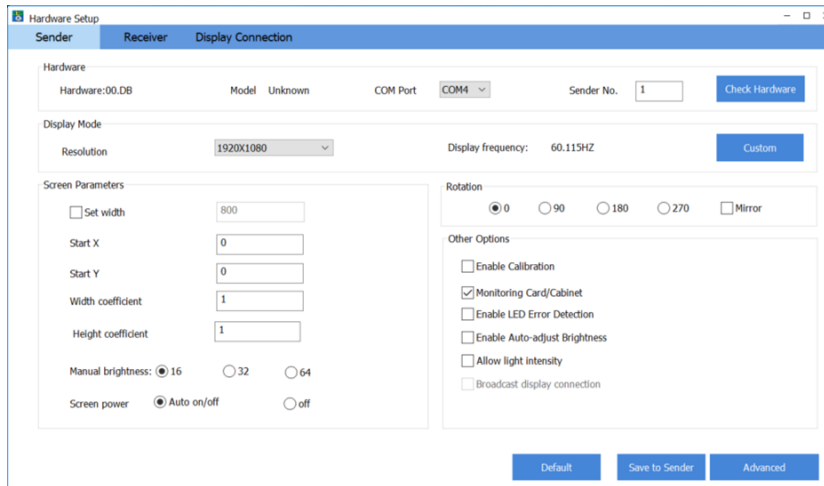 Hardware Setup
Sender Receiver Display Connection
Hardware
Hardware:00.DB Model Unknown COM Port COM4 Sender No. 1 Check Hardware
Display Mode
Resolution 1920X1080 Display frequency: 60.115HZ Custom
Screen Parameters
Set width 800
Start X 0
Start Y 0
Width coefficient 1
Height coefficient 1
Manual brightness: 16 32 64
Screen power Auto on/off off
Rotation
0 90 180 270 Mirror
Other Options
Enable Calibration
Monitoring Card/Cabinet
Enable LED Error Detection
Enable Auto-adjust Brightness
Allow light intensity
Broadcast display connection
Default Save to Sender Advanced